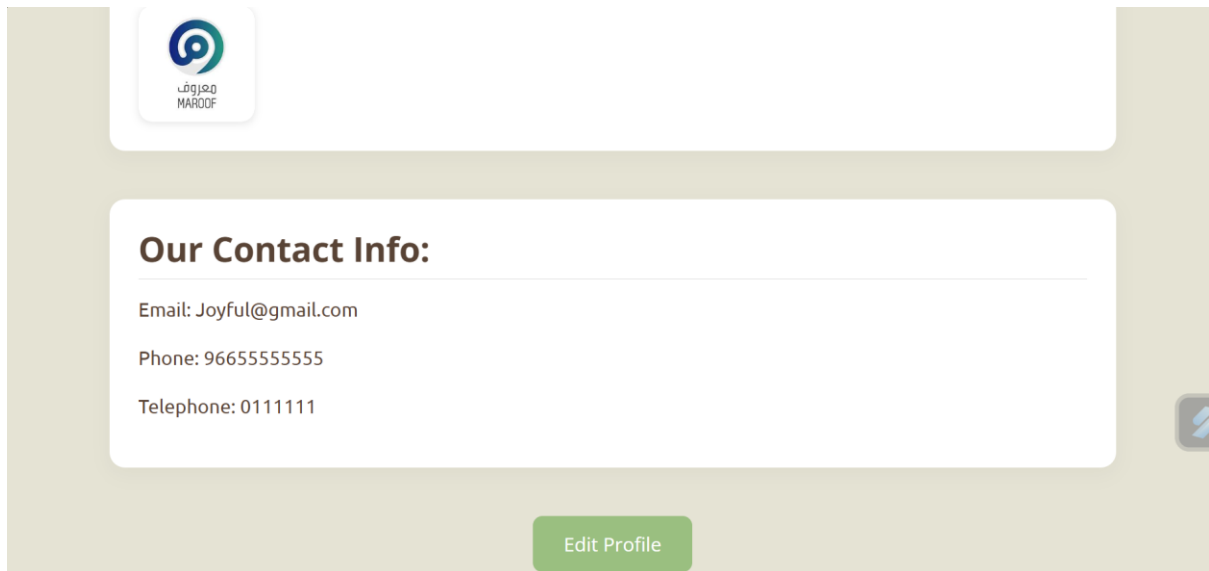 معروف
MAROOF
Our Contact Info:
Email: Joyful@gmail.com
Phone: 96655555555
Telephone: 0111111
Edit Profile